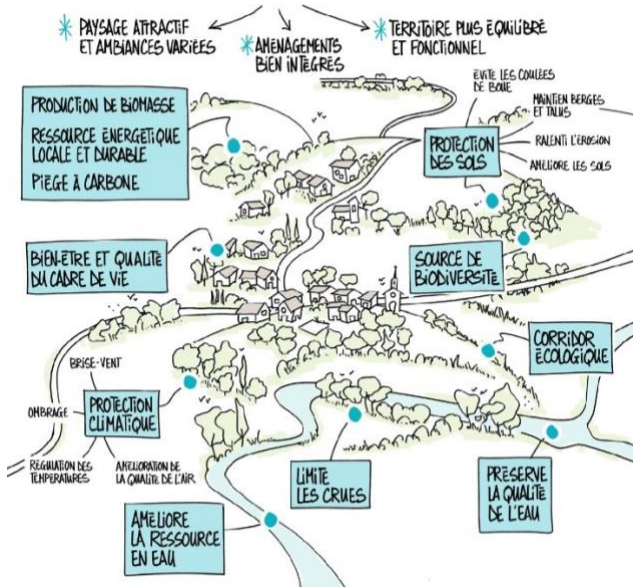 * PAYSAGE ATTRACTIF
ET AMBIANCES VARIÉES
* AMÉNAGEMENTS
BIEN INTÉGRÉS
* TERRITOIRE PLUS ÉQUILIBRÉ
ET FONCTIONNEL
PRODUCTION DE BIOMASSE
RESSOURCE ÉNERGÉTIQUE
LOCALE ET DURABLE
PIÈGE À CARBONE
ÉVITE LES COULÉES
DE BOUE
MAINTIEN BERGES
ET TALUS
PROTECTION
DES SOLS
RALENTI L'ÉROSION
AMÉLIORE LES SOLS
BIEN-ÊTRE ET QUALITÉ
DU CADRE DE VIE
SOURCE DE
BIODIVERSITÉ
CORRIDOR
ÉCOLOGIQUE
BRISE-VENT
OMBRAGE
PROTECTION
CLIMATIQUE
RÉGULATION DES
TEMPÉRATURES
AMÉLIORATION DE
LA QUALITÉ DE L'AIR
LIMITE
LES CRUES
PRÉSERVE
LA QUALITÉ
DE L'EAU
AMÉLIORE
LA RESSOURCE
EN EAU